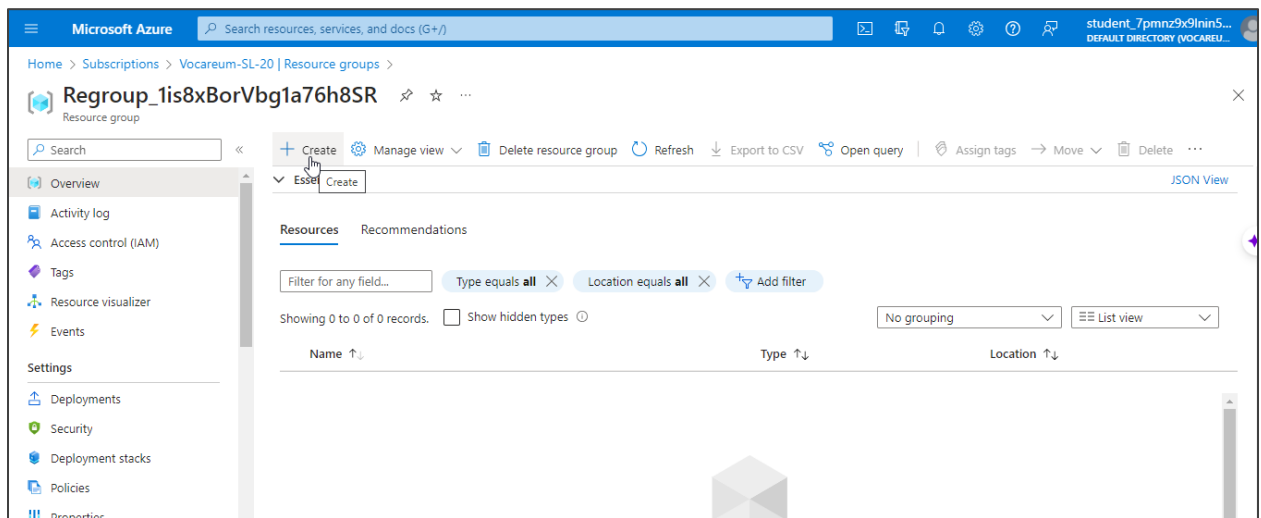 Microsoft Azure
Search resources, services, and docs (G+/)
student_7pmnz9x9lnin5...
DEFAULT DIRECTORY (VOCAREU...
Home > Subscriptions > Vocareum-SL-20 | Resource groups >
Regroup_1is8xBorVbg1a76h8SR
Resource group
Search
Create
Manage view
Delete resource group
Refresh
Export to CSV
Open query
Assign tags
Move
Delete
Create
JSON View
Overview
Activity log
Access control (IAM)
Tags
Resource visualizer
Events
Settings
Deployments
Security
Deployment stacks
Policies
Properties
Resources
Recommendations
Filter for any field...
Type equals all
Location equals all
Add filter
Showing 0 to 0 of 0 records.
Show hidden types
No grouping
List view
Name
Type
Location